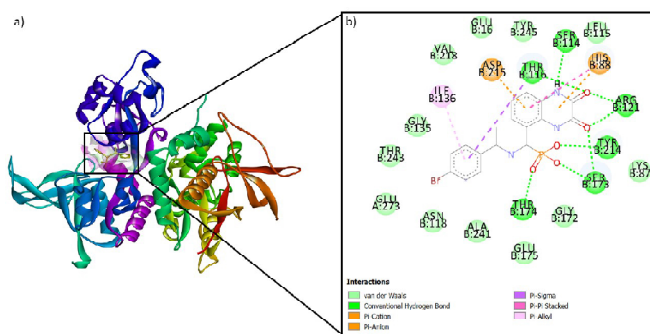 a)
b)
GLU
B:16
TYR
B:245
SER
B:114
LEU
B:115
VAL
B:218
ASP
B:215
THR
B:116
B:88
ILE
B:136
H
N
O
ARG
B:121
GLY
B:135
N
O
THR
B:243
TYR
B:214
N
O
P
O
LYS
B:87
Br
O
SER
B:173
GLU
A:273
THR
B:174
GLY
B:172
ASN
B:118
ALA
B:241
GLU
B:175
Interactions
van der Waals
Conventional Hydrogen Bond
Pi-Cation
Pi-Anion
Pi-Sigma
Pi-Pi Stacked
Pi-Alkyl